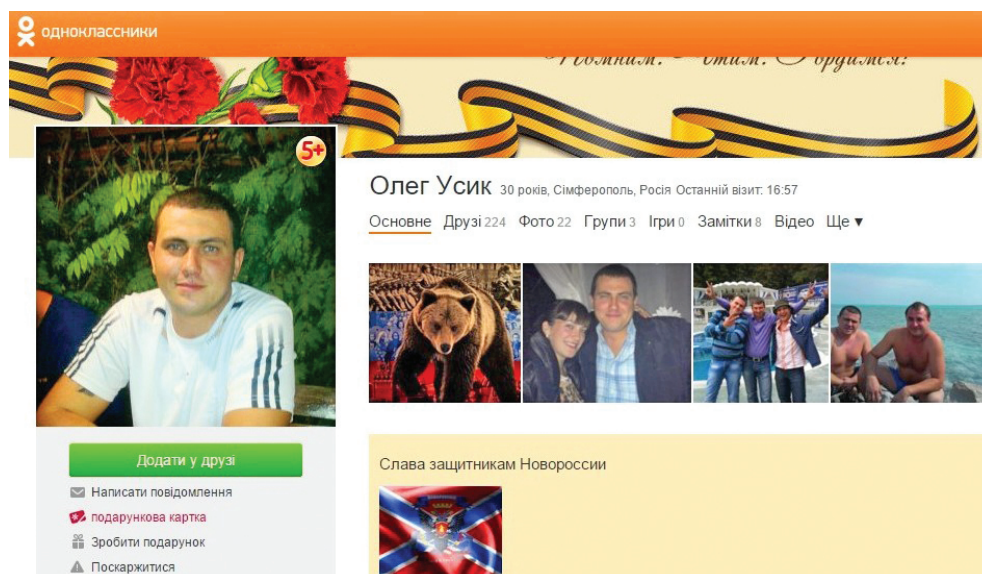 одноклассники
Помним. Чтим. Гордимся!
5+
Олег Усик 30 років, Сімферополь, Росія Останній візит: 16:57
Основне Друзі 224 Фото 22 Групи 3 Ігри 0 Замітки 8 Відео Ще ▼
Додати у друзі
Написати повідомлення
подарункова картка
Зробити подарунок
Поскаржитися
Слава защитникам Новороссии